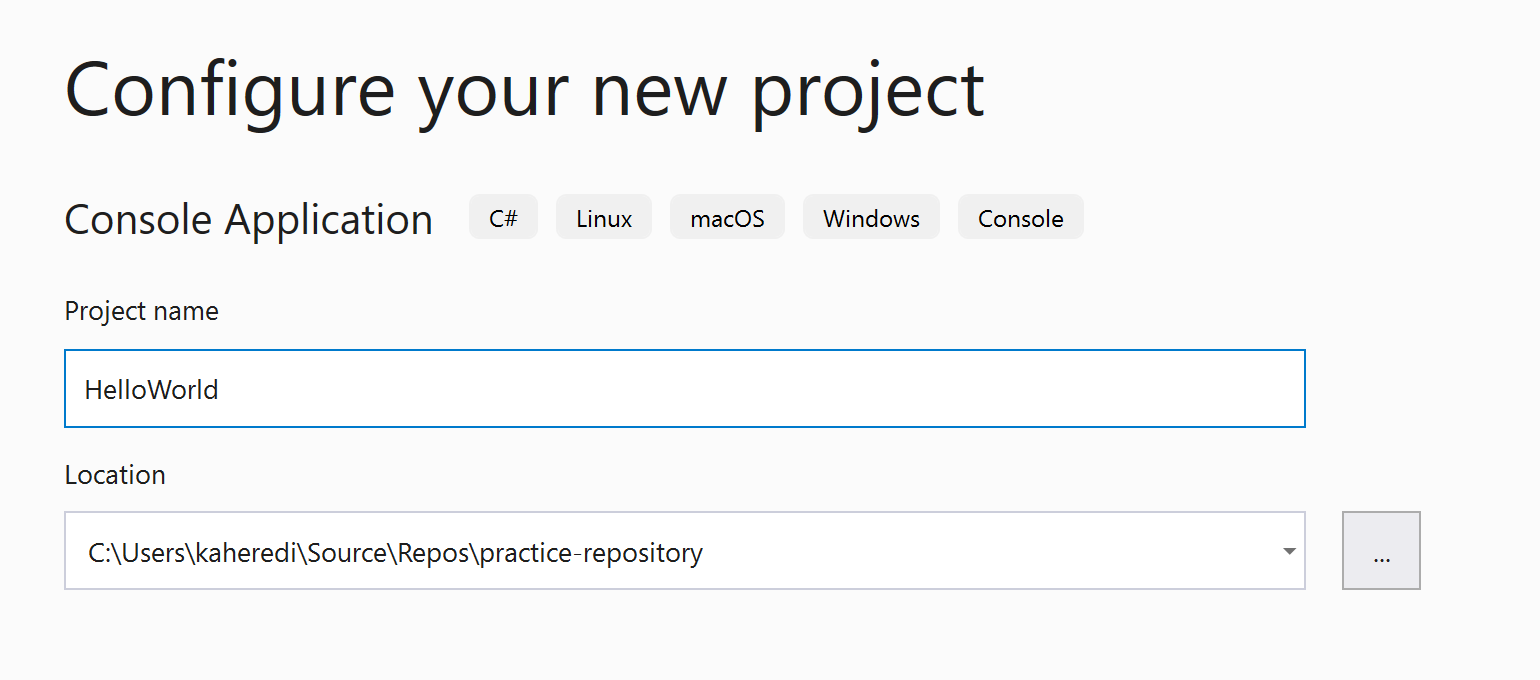 Configure your new project
Console Application C# Linux macOS Windows Console
Project name
HelloWorld
Location
C:\Users\kaheredi\Source\Repos\practice-repository
...